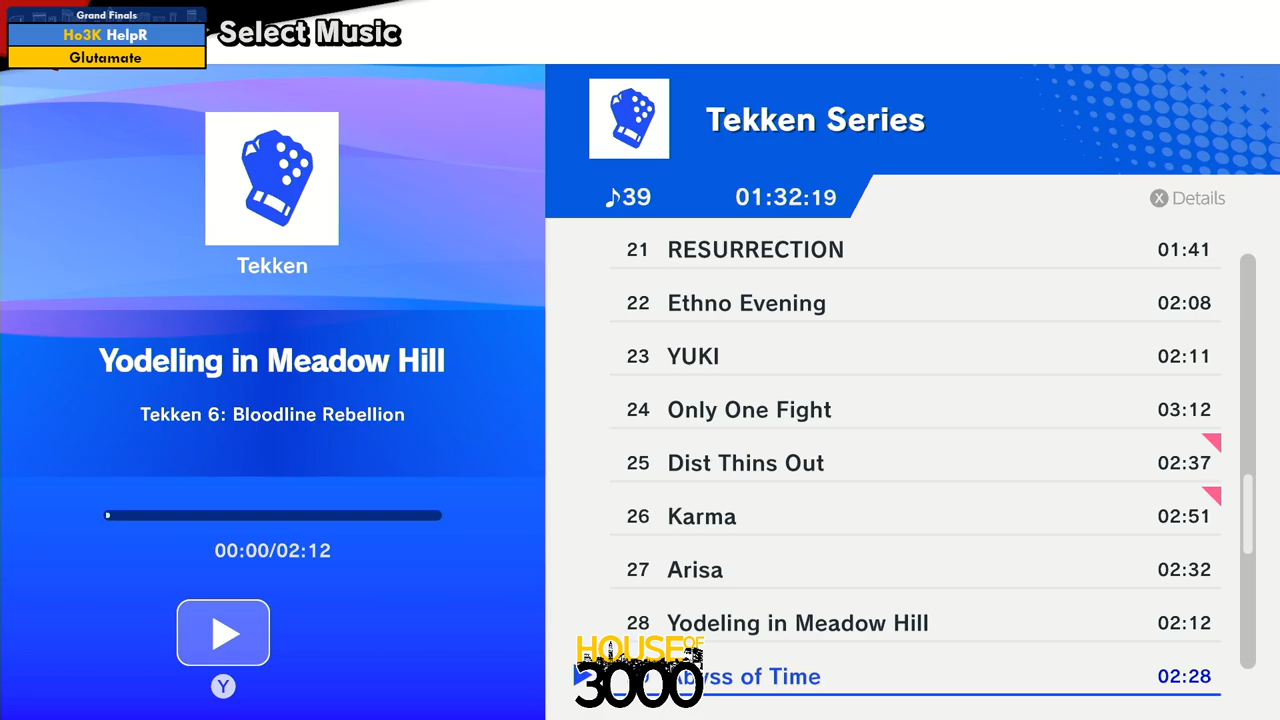 Grand Finals
Ho3K HelpR
Glutamate
Select Music
Tekken
Yodeling in Meadow Hill
Tekken 6: Bloodline Rebellion
00:00/02:12
Y
Tekken Series
♪39 01:32:19
X Details
21 RESURRECTION 01:41
22 Ethno Evening 02:08
23 YUKI 02:11
24 Only One Fight 03:12
25 Dist Thins Out 02:37
26 Karma 02:51
27 Arisa 02:32
28 Yodeling in Meadow Hill 02:12
Abyss of Time 02:28
HOUSE OF
3000